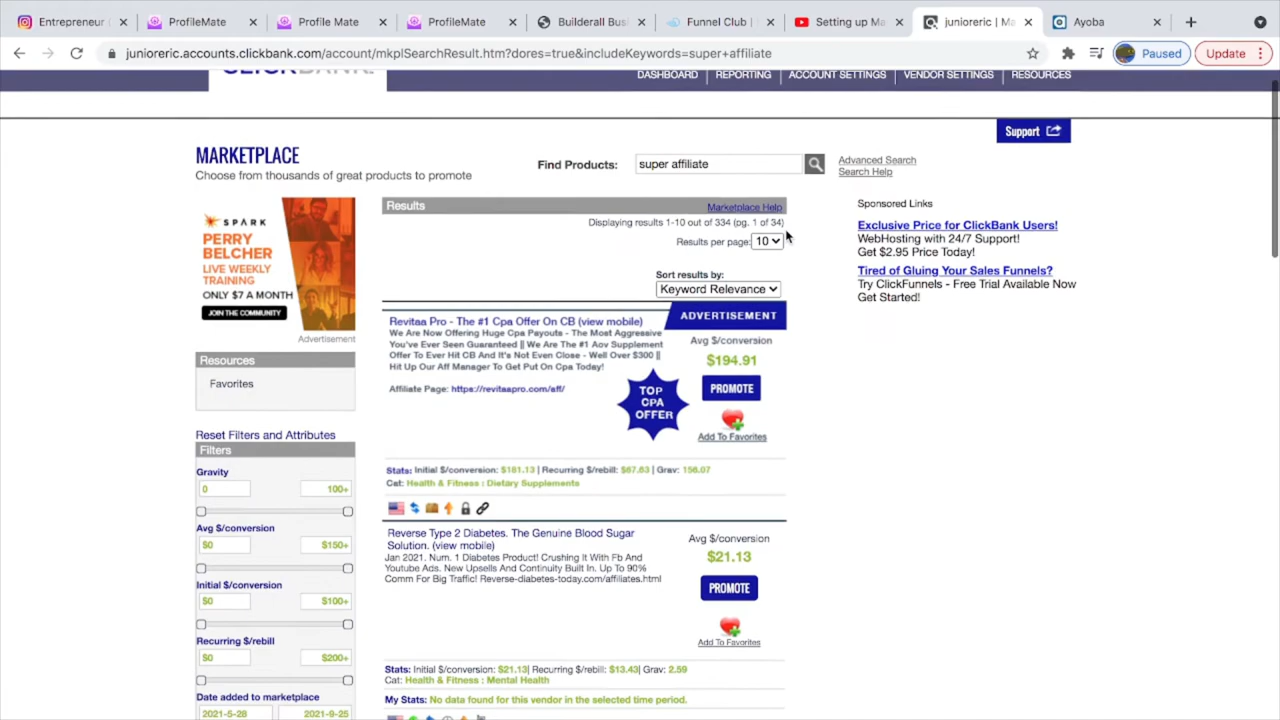 Entrepreneur
ProfileMate
Profile Mate
ProfileMate
Builderall Busi
Funnel Club |
Setting up Ma
junioreric | Ma
Ayoba
junioreric.accounts.clickbank.com/account/mkplSearchResult.htm?dores=true&includeKeywords=super+affiliate
Paused
Update
CLICKBANK.
DASHBOARD | REPORTING | ACCOUNT SETTINGS | VENDOR SETTINGS | RESOURCES
Support
MARKETPLACE
Choose from thousands of great products to promote
Find Products:
super affiliate
Advanced Search
Search Help
SPARK
PERRY
BELCHER
LIVE WEEKLY
TRAINING
ONLY $7 A MONTH
JOIN THE COMMUNITY
Advertisement
Resources
Favorites
Reset Filters and Attributes
Filters
Gravity
0 100+
Avg $/conversion
$0 $150+
Initial $/conversion
$0 $100+
Recurring $/rebill
$0 $200+
Date added to marketplace
2021-5-28 2021-9-25
Results
Marketplace Help
Displaying results 1-10 out of 334 (pg. 1 of 34)
Results per page: 10
Sort results by:
Keyword Relevance
ADVERTISEMENT
Revitaa Pro - The #1 Cpa Offer On CB (view mobile)
We Are Now Offering Huge Cpa Payouts - The Most Aggressive
You've Ever Seen Guaranteed || We Are The #1 Aov Supplement
Offer To Ever Hit CB And It's Not Even Close - Well Over $300 ||
Hit Up Our Aff Manager To Get Put On Cpa Today!
Affiliate Page: https://revitaapro.com/aff/
TOP
CPA
OFFER
Avg $/conversion
$194.91
PROMOTE
Add To Favorites
Stats: Initial $/conversion: $181.13 | Recurring $/rebill: $67.63 | Grav: 156.07
Cat: Health & Fitness : Dietary Supplements
Reverse Type 2 Diabetes. The Genuine Blood Sugar
Solution. (view mobile)
Jan 2021. Num. 1 Diabetes Product! Crushing It With Fb And
Youtube Ads. New Upsells And Continuity Built In. Up To 90%
Comm For Big Traffic! Reverse-diabetes-today.com/affiliates.html
Avg $/conversion
$21.13
PROMOTE
Add To Favorites
Stats: Initial $/conversion: $21.13| Recurring $/rebill: $13.43| Grav: 2.59
Cat: Health & Fitness : Mental Health
My Stats: No data found for this vendor in the selected time period.
Sponsored Links
Exclusive Price for ClickBank Users!
WebHosting with 24/7 Support!
Get $2.95 Price Today!
Tired of Gluing Your Sales Funnels?
Try ClickFunnels - Free Trial Available Now
Get Started!